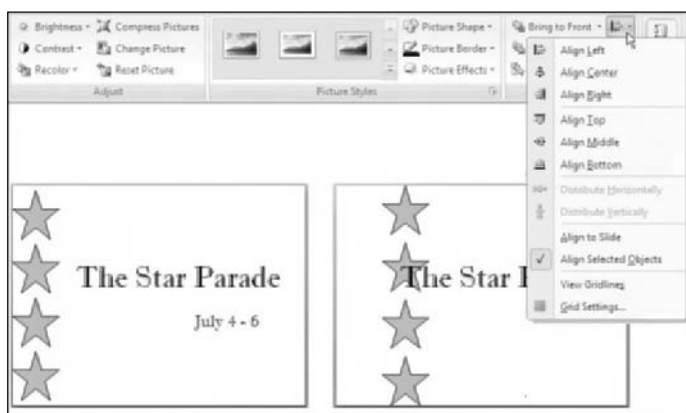 Brightness Compress Pictures Picture Shape Bring to Front
Contrast Change Picture Picture Border
Recolor Reset Picture Picture Effects
Adjust Picture Styles
Align Left
Align Center
Align Right
Align Top
Align Middle
Align Bottom
Distribute Horizontally
Distribute Vertically
Align to Slide
Align Selected Objects
View Gridlines
Grid Settings...
The Star Parade
July 4 - 6
The Star